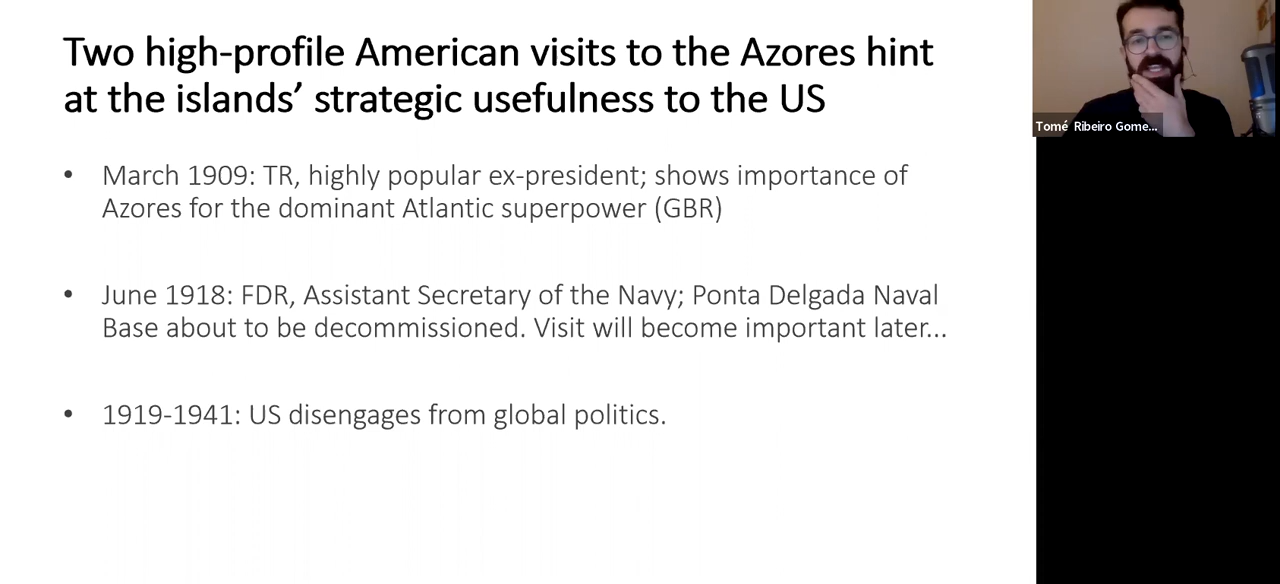 Two high-profile American visits to the Azores hint
at the islands’ strategic usefulness to the US
• March 1909: TR, highly popular ex-president; shows importance of
Azores for the dominant Atlantic superpower (GBR)
• June 1918: FDR, Assistant Secretary of the Navy; Ponta Delgada Naval
Base about to be decommissioned. Visit will become important later...
• 1919-1941: US disengages from global politics.
Tomé Ribeiro Gome...